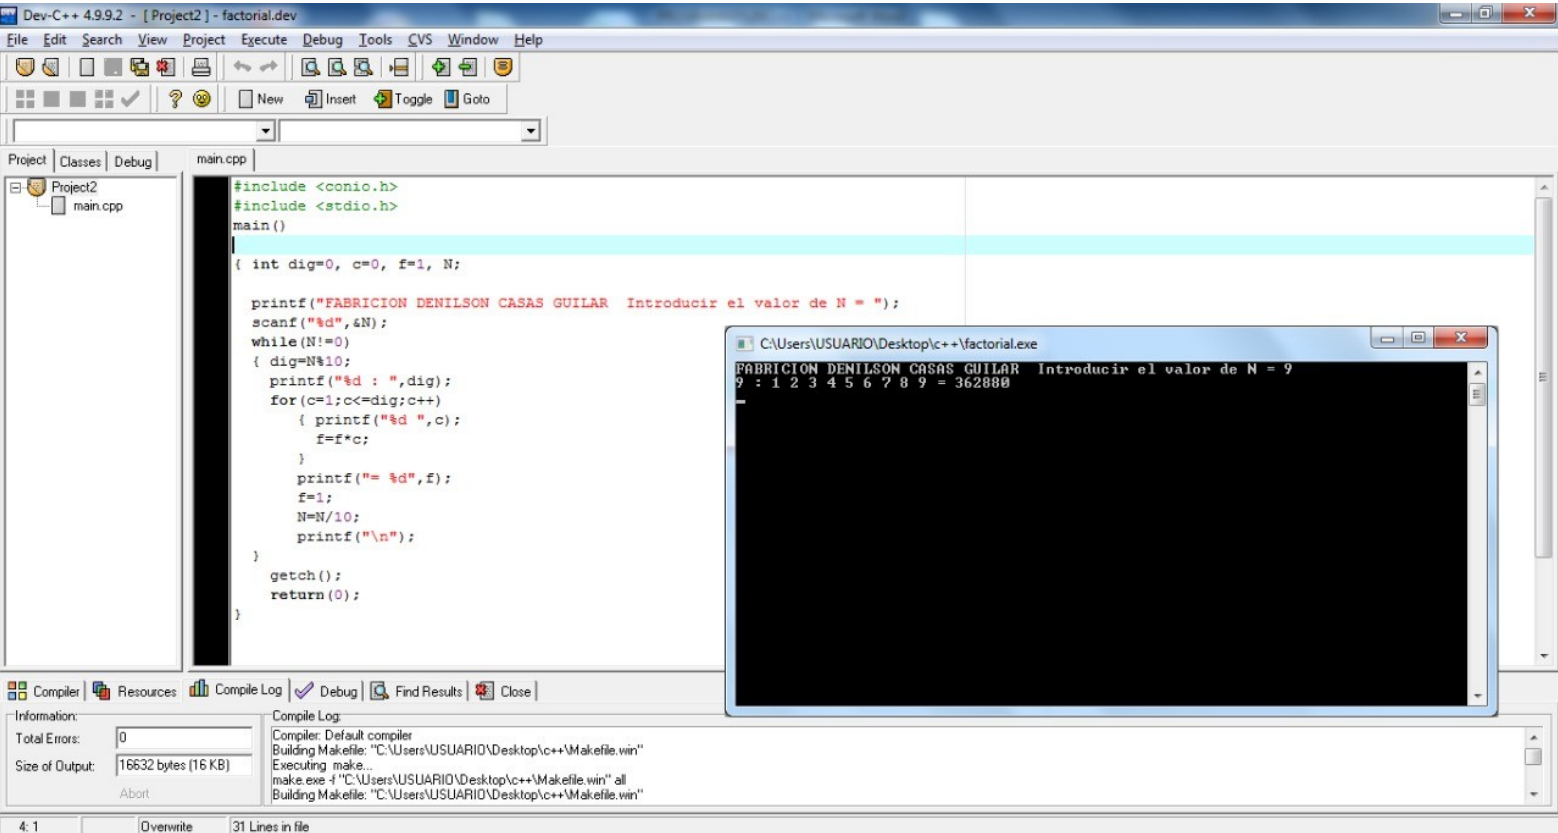 Dev-C++ 4.9.9.2 - [ Project2 ] - factorial.dev
File Edit Search View Project Execute Debug Tools CVS Window Help
New Insert Toggle Goto
Project Classes Debug main.cpp
Project2
main.cpp
#include <conio.h>
#include <stdio.h>
main()
{ int dig=0, c=0, f=1, N;
printf("FABRICION DENILSON CASAS GUILAR  Introducir el valor de N = ");
scanf("%d",&N);
while(N!=0)
{ dig=N%10;
printf("%d : ",dig);
for(c=1;c<=dig;c++)
{ printf("%d ",c);
f=f*c;
}
printf("= %d",f);
f=1;
N=N/10;
printf("\n");
}
getch();
return(0);
}
C:\Users\USUARIO\Desktop\c++\factorial.exe
FABRICION DENILSON CASAS GUILAR  Introducir el valor de N = 9
9 : 1 2 3 4 5 6 7 8 9 = 362880
Compiler Resources Compile Log Debug Find Results Close
Information:
Total Errors: 0
Size of Output: 16632 bytes (16 KB)
Abort
Compile Log:
Compiler: Default compiler
Building Makefile: "C:\Users\USUARIO\Desktop\c++\Makefile.win"
Executing make...
make.exe -f "C:\Users\USUARIO\Desktop\c++\Makefile.win" all
Building Makefile: "C:\Users\USUARIO\Desktop\c++\Makefile.win"
4: 1 Overwrite 31 Lines in file